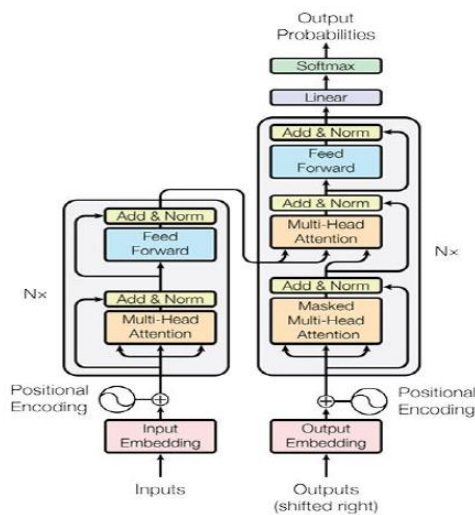 Output
Probabilities
Softmax
Linear
Add & Norm
Feed
Forward
Add & Norm
Multi-Head
Attention
Add & Norm
Masked
Multi-Head
Attention
Nx
Add & Norm
Feed
Forward
Nx
Add & Norm
Multi-Head
Attention
Positional
Encoding
Positional
Encoding
Input
Embedding
Output
Embedding
Inputs
Outputs
(shifted right)